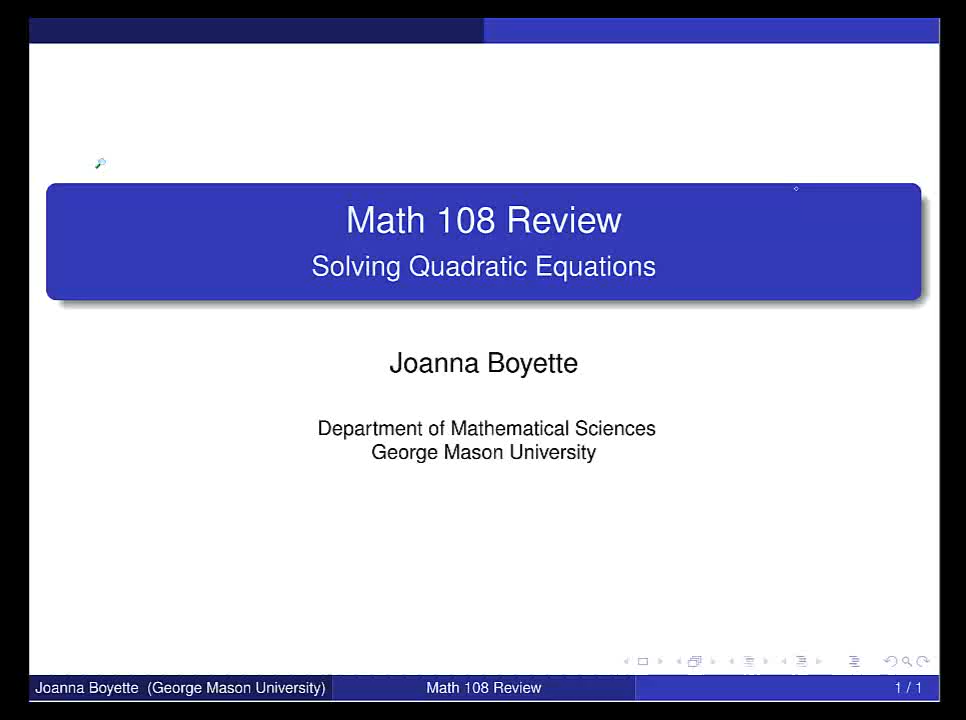 Math 108 Review
Solving Quadratic Equations
Joanna Boyette
Department of Mathematical Sciences
George Mason University
Joanna Boyette (George Mason University) Math 108 Review 1 / 1